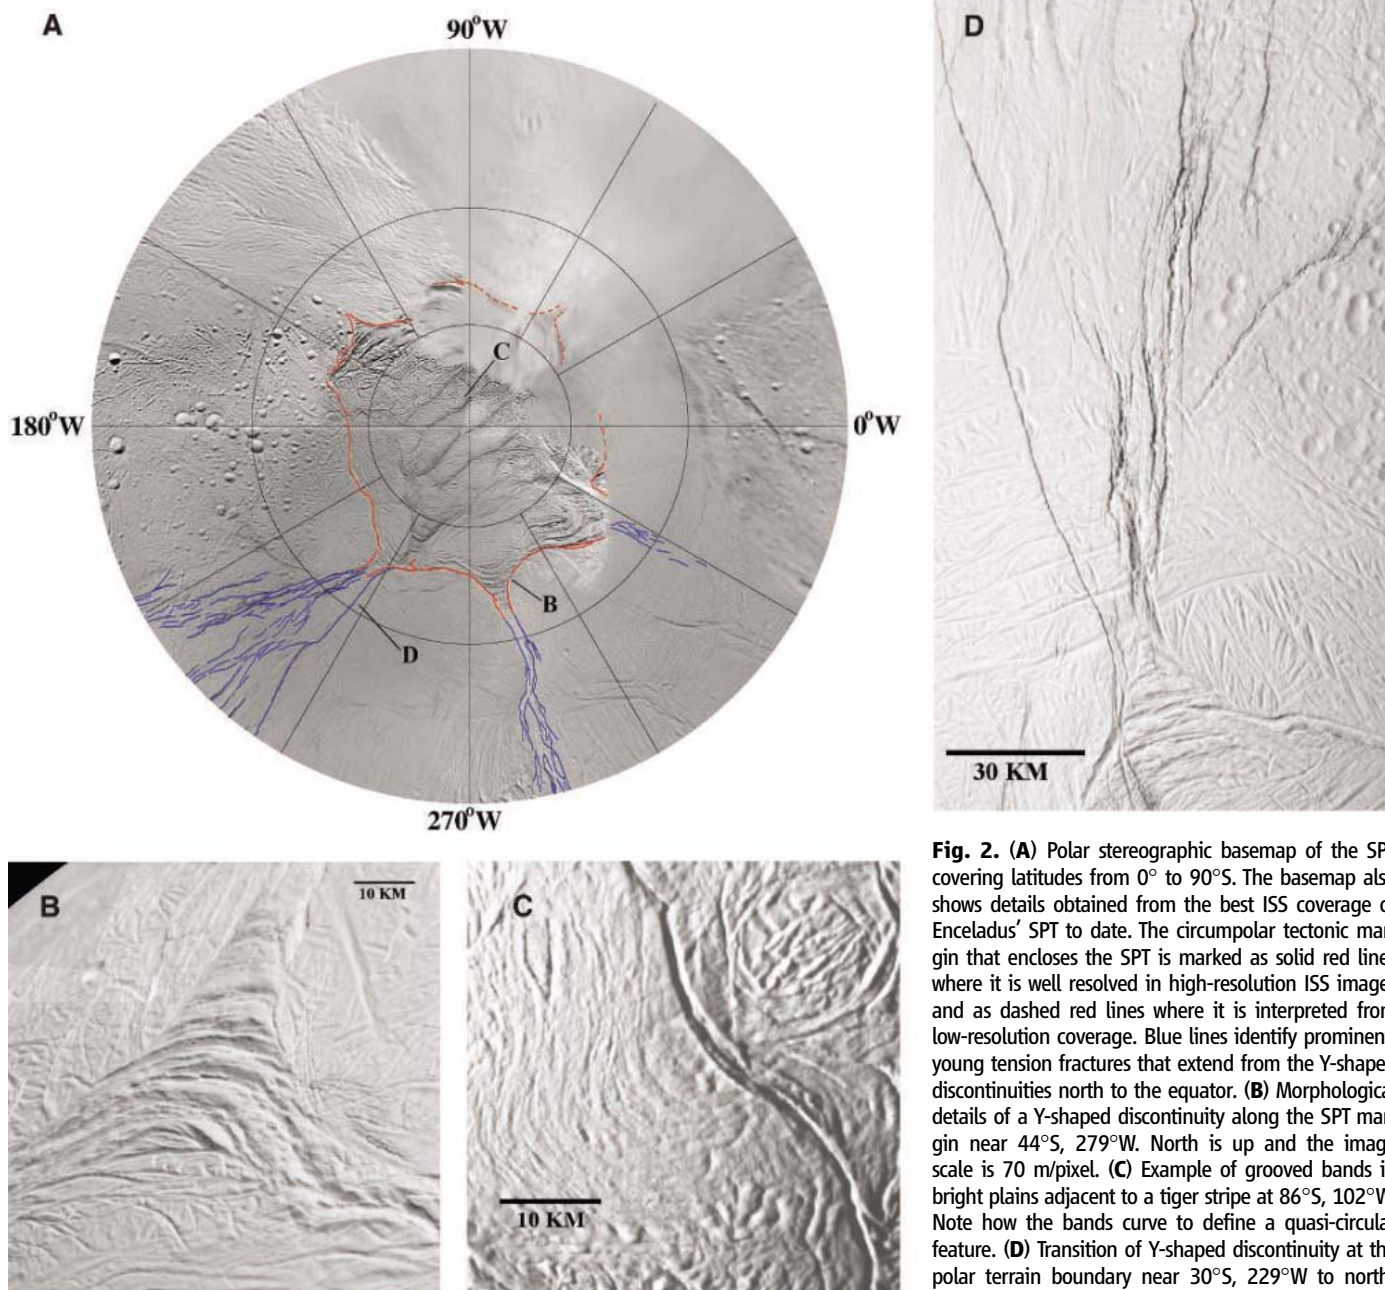 A
90°W
180°W
0°W
270°W
C
B
D
D
30 KM
B
10 KM
C
10 KM
Fig. 2. (A) Polar stereographic basemap of the SP
covering latitudes from 0° to 90°S. The basemap als
shows details obtained from the best ISS coverage o
Enceladus’ SPT to date. The circumpolar tectonic mar
gin that encloses the SPT is marked as solid red line
where it is well resolved in high-resolution ISS image
and as dashed red lines where it is interpreted fron
low-resolution coverage. Blue lines identify prominen
young tension fractures that extend from the Y-shape
discontinuities north to the equator. (B) Morphologica
details of a Y-shaped discontinuity along the SPT mar
gin near 44°S, 279°W. North is up and the imag
scale is 70 m/pixel. (C) Example of grooved bands i
bright plains adjacent to a tiger stripe at 86°S, 102°W
Note how the bands curve to define a quasi-circula
feature. (D) Transition of Y-shaped discontinuity at th
polar terrain boundary near 30°S, 229°W to north